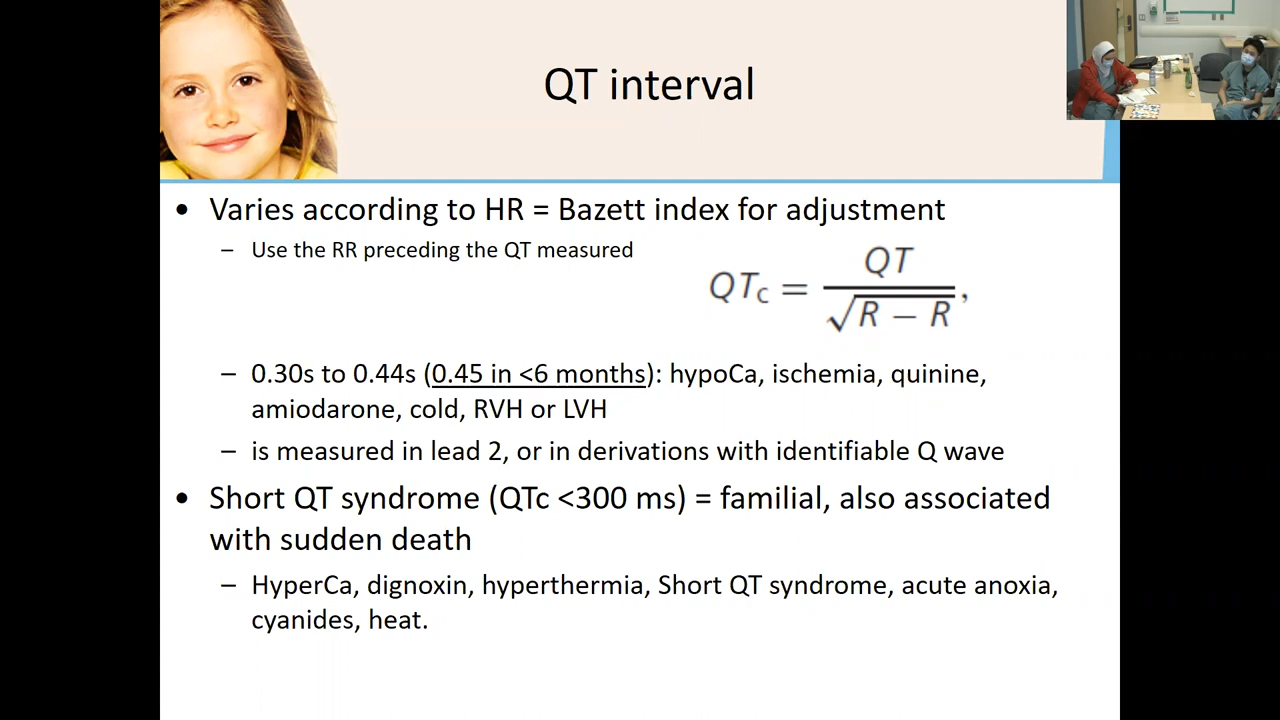 QT interval
• Varies according to HR = Bazett index for adjustment
– Use the RR preceding the QT measured
QTc = QT / √R − R,
– 0.30s to 0.44s (0.45 in <6 months): hypoCa, ischemia, quinine,
amiodarone, cold, RVH or LVH
– is measured in lead 2, or in derivations with identifiable Q wave
• Short QT syndrome (QTc <300 ms) = familial, also associated
with sudden death
– HyperCa, dignoxin, hyperthermia, Short QT syndrome, acute anoxia,
cyanides, heat.